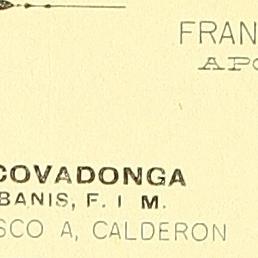 FRAN
APO
COVADONGA
BANIS, F. I M.
SCO A, CALDERON